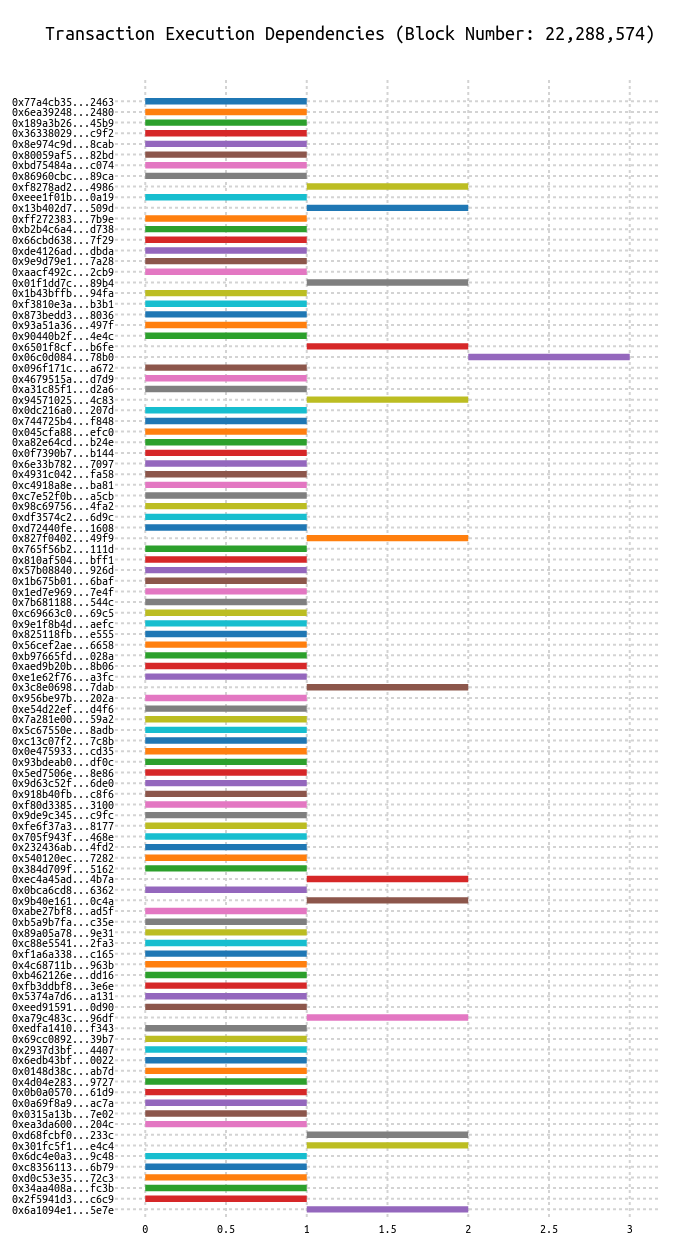 Transaction Execution Dependencies (Block Number: 22,288,574)
0x77a4cb35...2463
0x6ea39248...2480
0x189a3b26...45b9
0x36338029...c9f2
0x8e974c9d...8cab
0x80059af5...82bd
0xbd75484a...c074
0x86960cbc...89ca
0xf8278ad2...4986
0xeee1f01b...0a19
0x13b402d7...509d
0xff272383...7b9e
0xb2b4c6a4...d738
0x66cbd638...7f29
0xde4126ad...dbda
0x9e9d79e1...7a28
0xaacf492c...2cb9
0x01f1dd7c...89b4
0x1b43bffb...94fa
0xf3810e3a...b3b1
0x873bedd3...8036
0x93a51a36...497f
0x90440b2f...4e4c
0x6501f8cf...b6fe
0x06c0d084...78b0
0x096f171c...a672
0x4679515a...d7d9
0xa31c85f1...d2a6
0x94571025...4c83
0x0dc216a0...207d
0x744725b4...f848
0x045cfa88...efc0
0xa82e64cd...b24e
0x0f7390b7...b144
0x6e33b782...7097
0x4931c042...fa58
0xc4918a8e...ba81
0xc7e52f0b...a5cb
0x98c69756...4fa2
0xdf3574c2...6d9c
0xd72440fe...1608
0x827f0402...49f9
0x765f56b2...111d
0x810af504...bff1
0x57b08840...926d
0x1b675b01...6baf
0x1ed7e969...7e4f
0x7b681188...544c
0xc69663c0...69c5
0x9e1f8b4d...aefc
0x825118fb...e555
0x56cef2ae...6658
0xb97665fd...028a
0xaed9b20b...8b06
0xe1e62f76...a3fc
0x3c8e0698...7dab
0x956be97b...202a
0xe54d22ef...d4f6
0x7a281e00...59a2
0x5c67550e...8adb
0xc13c07f2...7c8b
0x0e475933...cd35
0x93bdeab0...df0c
0x5ed7506e...8e86
0x9d63c52f...6de0
0x918b40fb...c8f6
0xf80d3385...3100
0x9de9c345...c9fc
0xfe6f37a3...8177
0x705f943f...468e
0x232436ab...4fd2
0x540120ec...7282
0x384d709f...5162
0xec4a45ad...4b7a
0x0bca6cd8...6362
0x9b40e161...0c4a
0xabe27bf8...ad5f
0xb5a9b7fa...c35e
0x89a05a78...9e31
0xc88e5541...2fa3
0xf1a6a338...c165
0x4c68711b...963b
0xb462126e...dd16
0xfb3ddbf8...3e6e
0x5374a7d6...a131
0xeed91591...0d90
0xa79c483c...96df
0xedfa1410...f343
0x69cc0892...39b7
0x2937d3bf...4407
0x6edb43bf...0022
0x0148d38c...ab7d
0x4d04e283...9727
0x0b0a0570...61d9
0x0a69f8a9...ac7a
0x0315a13b...7e02
0xea3da600...204c
0xd68fcbf0...233c
0x301fc5f1...e4c4
0x6dc4e0a3...9c48
0xc8356113...6b79
0xd0c53e35...72c3
0x34aa408a...fc3b
0x2f5941d3...c6c9
0x6a1094e1...5e7e
0 0.5 1 1.5 2 2.5 3